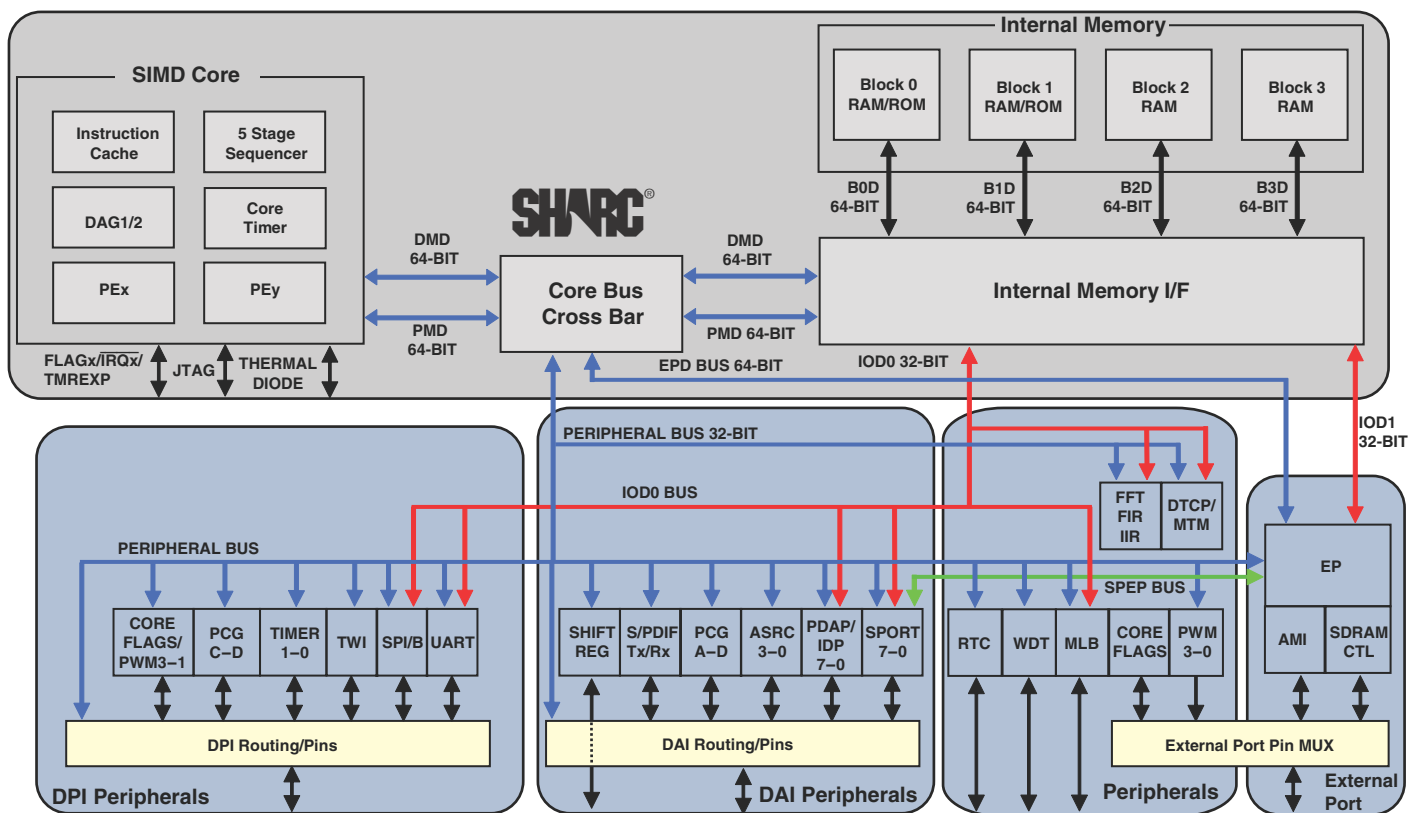 Internal Memory
SIMD Core
Block 0
RAM/ROM
Block 1
RAM/ROM
Block 2
RAM
Block 3
RAM
Instruction
Cache
5 Stage
Sequencer
DAG1/2
Core
Timer
PEx
PEy
B0D
64-BIT
B1D
64-BIT
B2D
64-BIT
B3D
64-BIT
SHARC®
DMD
64-BIT
DMD
64-BIT
Core Bus
Cross Bar
Internal Memory I/F
PMD
64-BIT
PMD 64-BIT
FLAGx/IRQx/
TMREXP
JTAG
THERMAL
DIODE
EPD BUS 64-BIT
IOD0 32-BIT
IOD1
32-BIT
PERIPHERAL BUS 32-BIT
IOD0 BUS
FFT
FIR
IIR
DTCP/
MTM
PERIPHERAL BUS
SPEP BUS
EP
CORE
FLAGS/
PWM3–1
PCG
C–D
TIMER
1–0
TWI
SPI/B
UART
SHIFT
REG
S/PDIF
Tx/Rx
PCG
A–D
ASRC
3–0
PDAP/
IDP
7–0
SPORT
7–0
RTC
WDT
MLB
CORE
FLAGS
PWM
3–0
AMI
SDRAM
CTL
DPI Routing/Pins
DAI Routing/Pins
External Port Pin MUX
DPI Peripherals
DAI Peripherals
Peripherals
External
Port